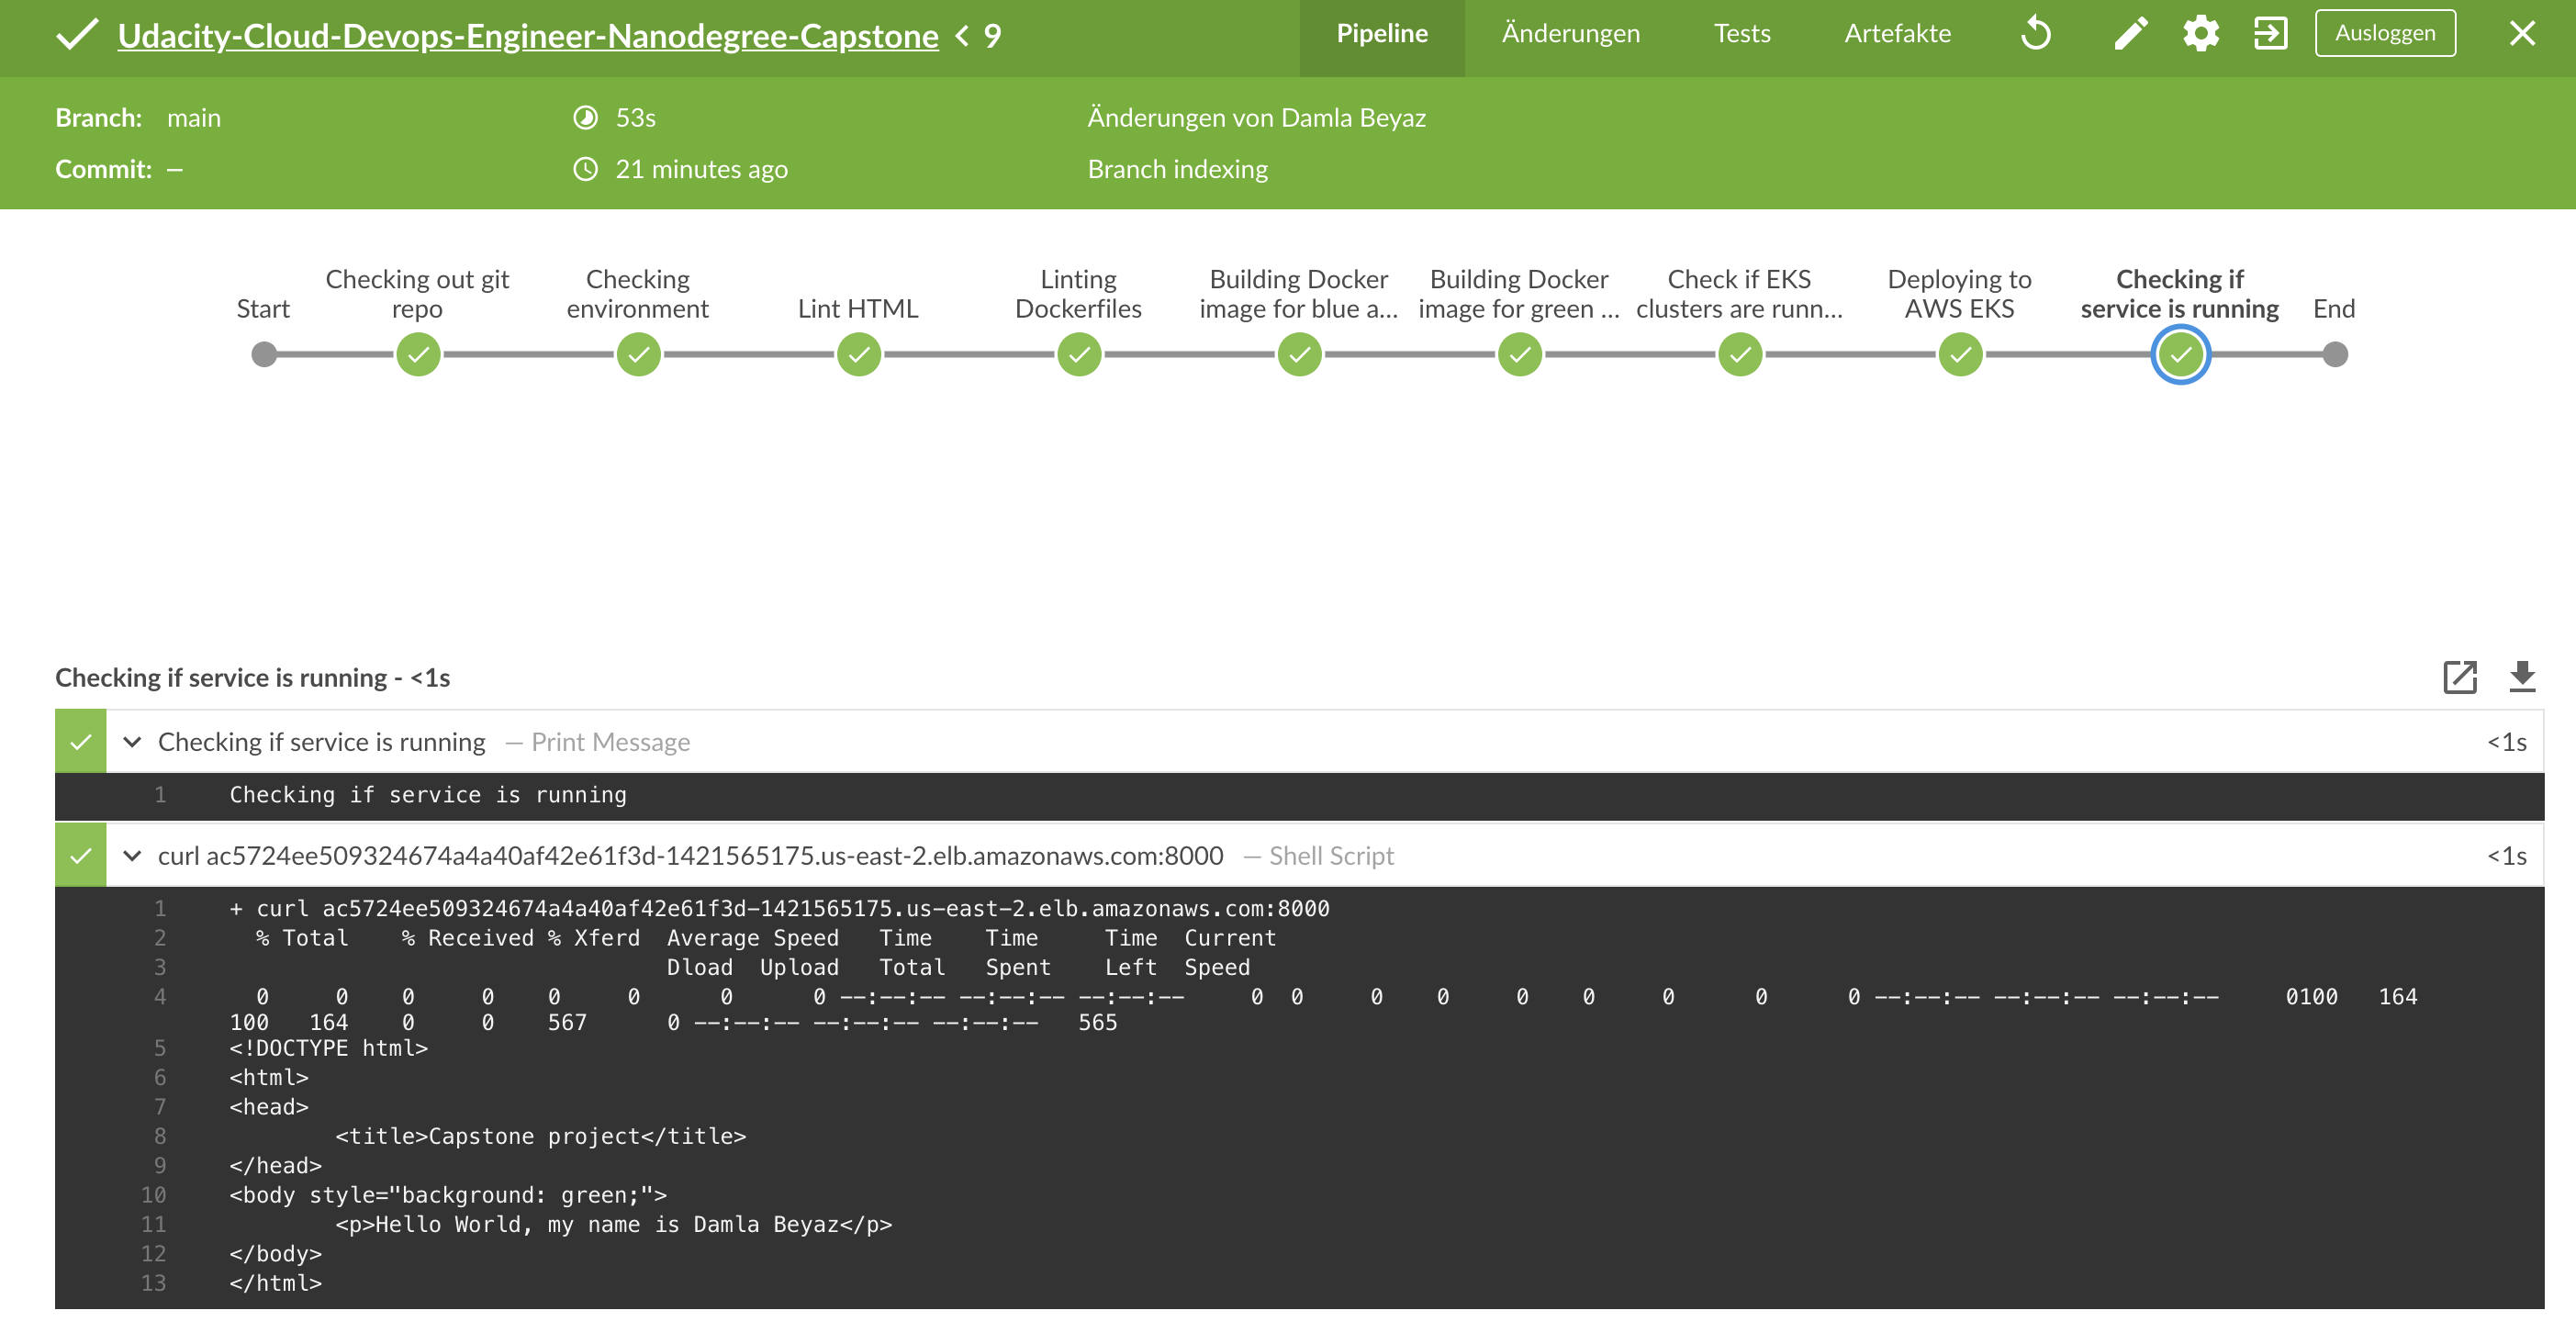 Udacity-Cloud-Devops-Engineer-Nanodegree-Capstone < 9
Pipeline Änderungen Tests Artefakte Ausloggen
Branch: main 53s Änderungen von Damla Beyaz
Commit: — 21 minutes ago Branch indexing
Start
Checking out git
repo
Checking
environment
Lint HTML
Linting
Dockerfiles
Building Docker
image for blue a...
Building Docker
image for green ...
Check if EKS
clusters are runn...
Deploying to
AWS EKS
Checking if
service is running
End
Checking if service is running - <1s
Checking if service is running — Print Message <1s
1 Checking if service is running
curl ac5724ee509324674a4a40af42e61f3d-1421565175.us-east-2.elb.amazonaws.com:8000 — Shell Script <1s
1 + curl ac5724ee509324674a4a40af42e61f3d-1421565175.us-east-2.elb.amazonaws.com:8000
2 % Total % Received % Xferd Average Speed Time Time Time Current
3 Dload Upload Total Spent Left Speed
4 0 0 0 0 0 0 0 0 --:--:-- --:--:-- --:--:-- 0 0 0 0 0 0 0 0 0 --:--:-- --:--:-- --:--:-- 0100 164
100 164 0 0 567 0 --:--:-- --:--:-- --:--:-- 565
5 <!DOCTYPE html>
6 <html>
7 <head>
8 <title>Capstone project</title>
9 </head>
10 <body style="background: green;">
11 <p>Hello World, my name is Damla Beyaz</p>
12 </body>
13 </html>